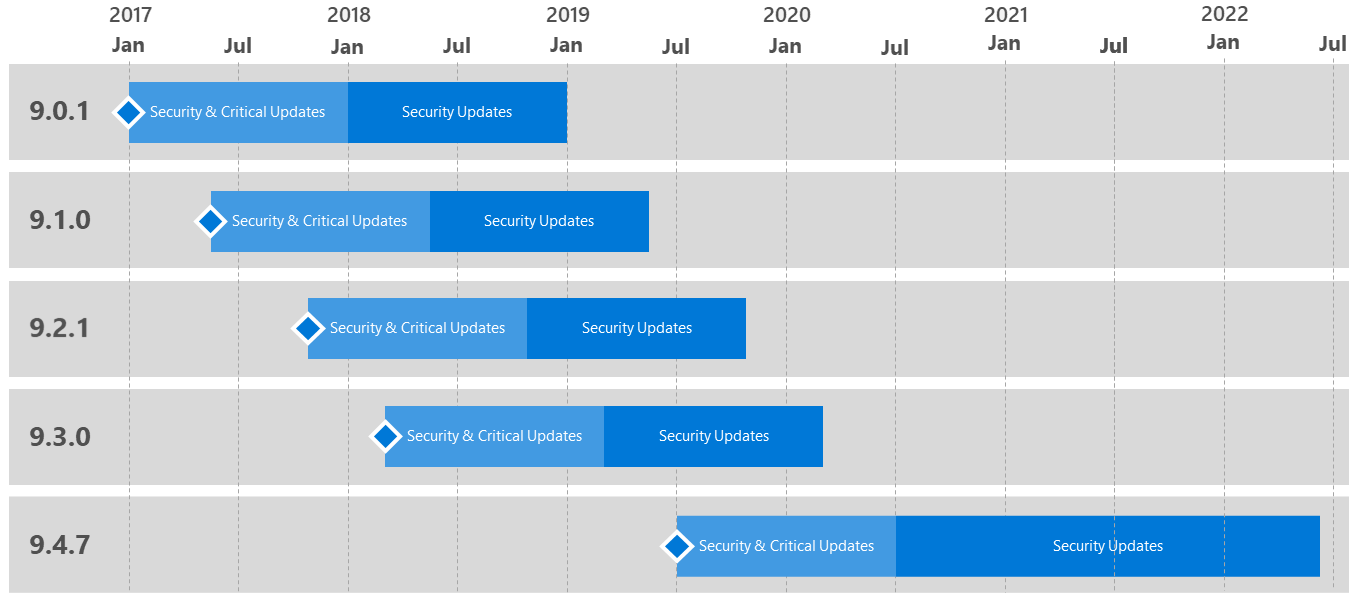 2017 2018 2019 2020 2021 2022
Jan Jul Jan Jul Jan Jul Jan Jul Jan Jul Jan Jul
9.0.1 Security & Critical Updates Security Updates
9.1.0 Security & Critical Updates Security Updates
9.2.1 Security & Critical Updates Security Updates
9.3.0 Security & Critical Updates Security Updates
9.4.7 Security & Critical Updates Security Updates